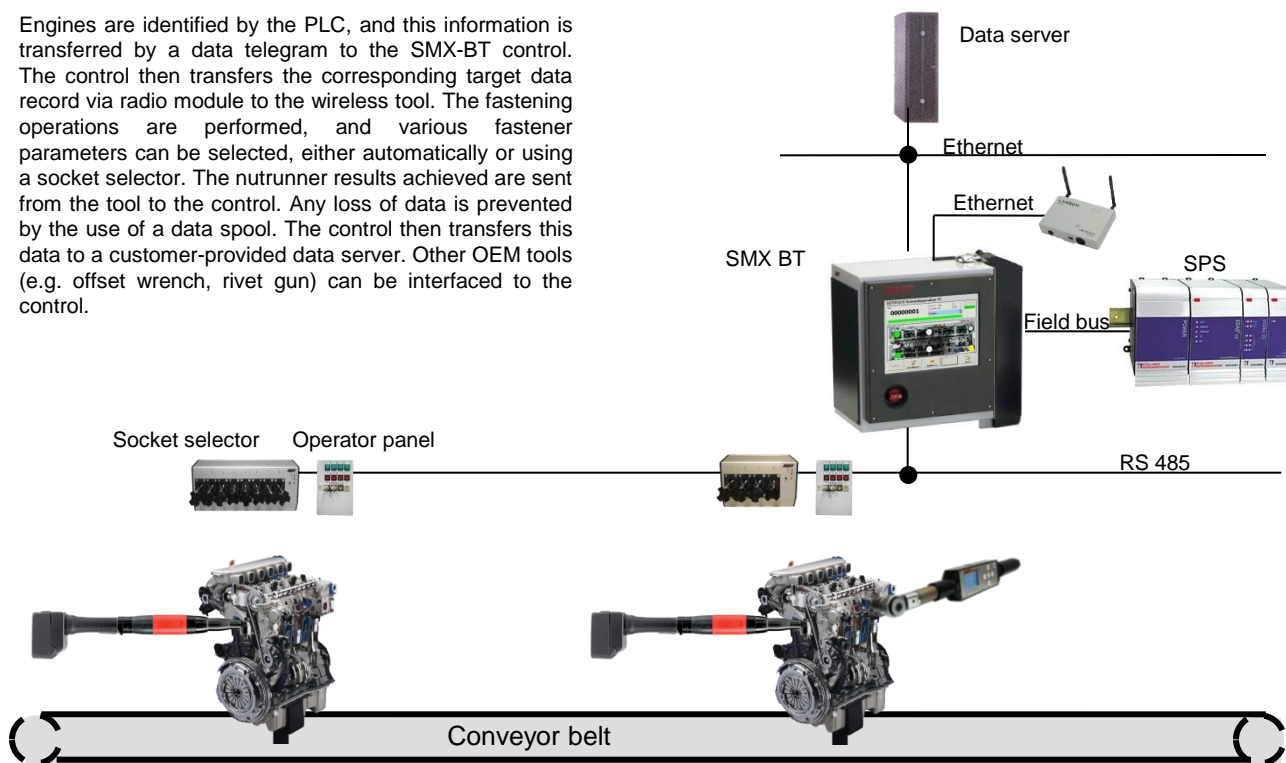 Engines are identified by the PLC, and this information is
transferred by a data telegram to the SMX-BT control.
The control then transfers the corresponding target data
record via radio module to the wireless tool. The fastening
operations are performed, and various fastener
parameters can be selected, either automatically or using
a socket selector. The nutrunner results achieved are sent
from the tool to the control. Any loss of data is prevented
by the use of a data spool. The control then transfers this
data to a customer-provided data server. Other OEM tools
(e.g. offset wrench, rivet gun) can be interfaced to the
control.
Data server
Ethernet
Ethernet
SMX BT
SPS
00000001
Field bus
POWER
Socket selector
Operator panel
RS 485
Conveyor belt